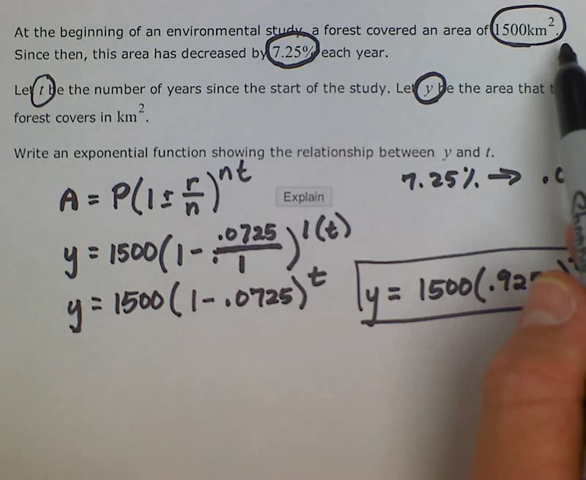 At the beginning of an environmental study, a forest covered an area of 1500km².
Since then, this area has decreased by 7.25% each year.
Let t be the number of years since the start of the study. Let y be the area that
forest covers in km².
Write an exponential function showing the relationship between y and t.
7.25% →
A = P(1 ± r/n)^nt
Explain
y = 1500(1 - .0725/1)^1(t)
y = 1500(1 - .0725)^t
y = 1500(.92